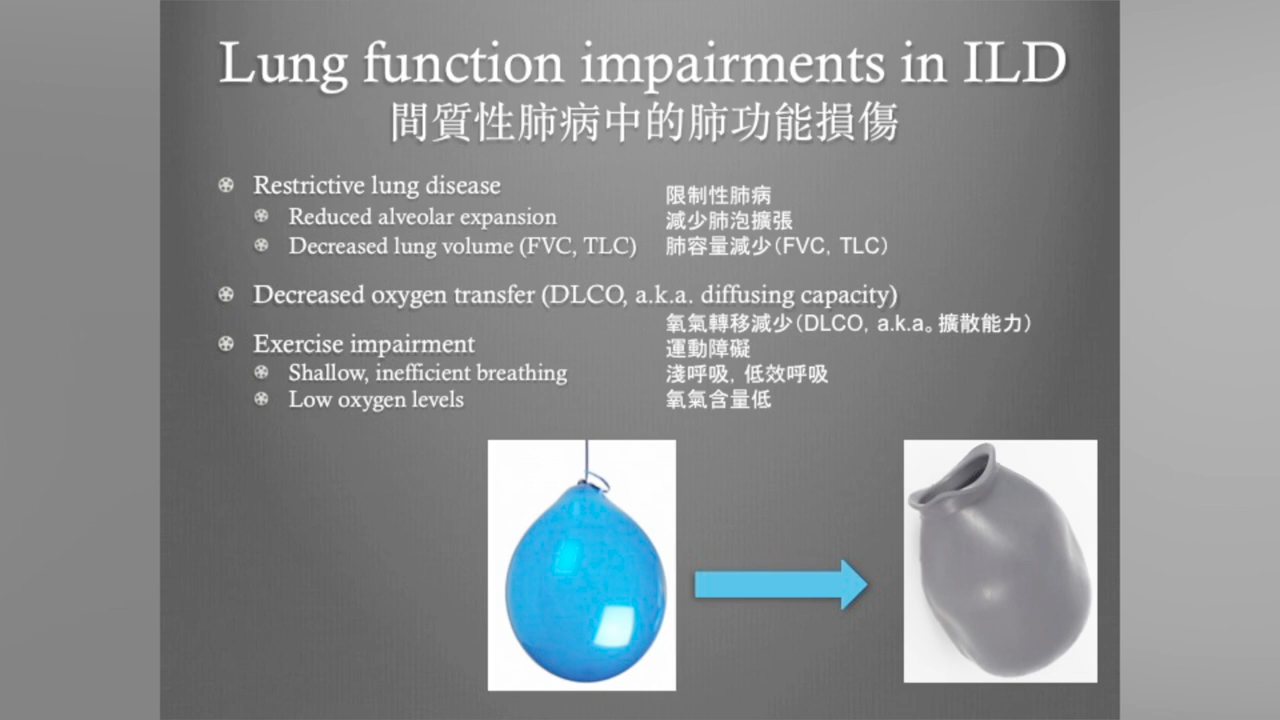 Lung function impairments in ILD
間質性肺病中的肺功能損傷
Restrictive lung disease
Reduced alveolar expansion
Decreased lung volume (FVC, TLC)
限制性肺病
減少肺泡擴張
肺容量減少(FVC, TLC)
Decreased oxygen transfer (DLCO, a.k.a. diffusing capacity)
氧氣轉移減少(DLCO, a.k.a。擴散能力)
Exercise impairment
Shallow, inefficient breathing
Low oxygen levels
運動障礙
淺呼吸, 低效呼吸
氧氣含量低